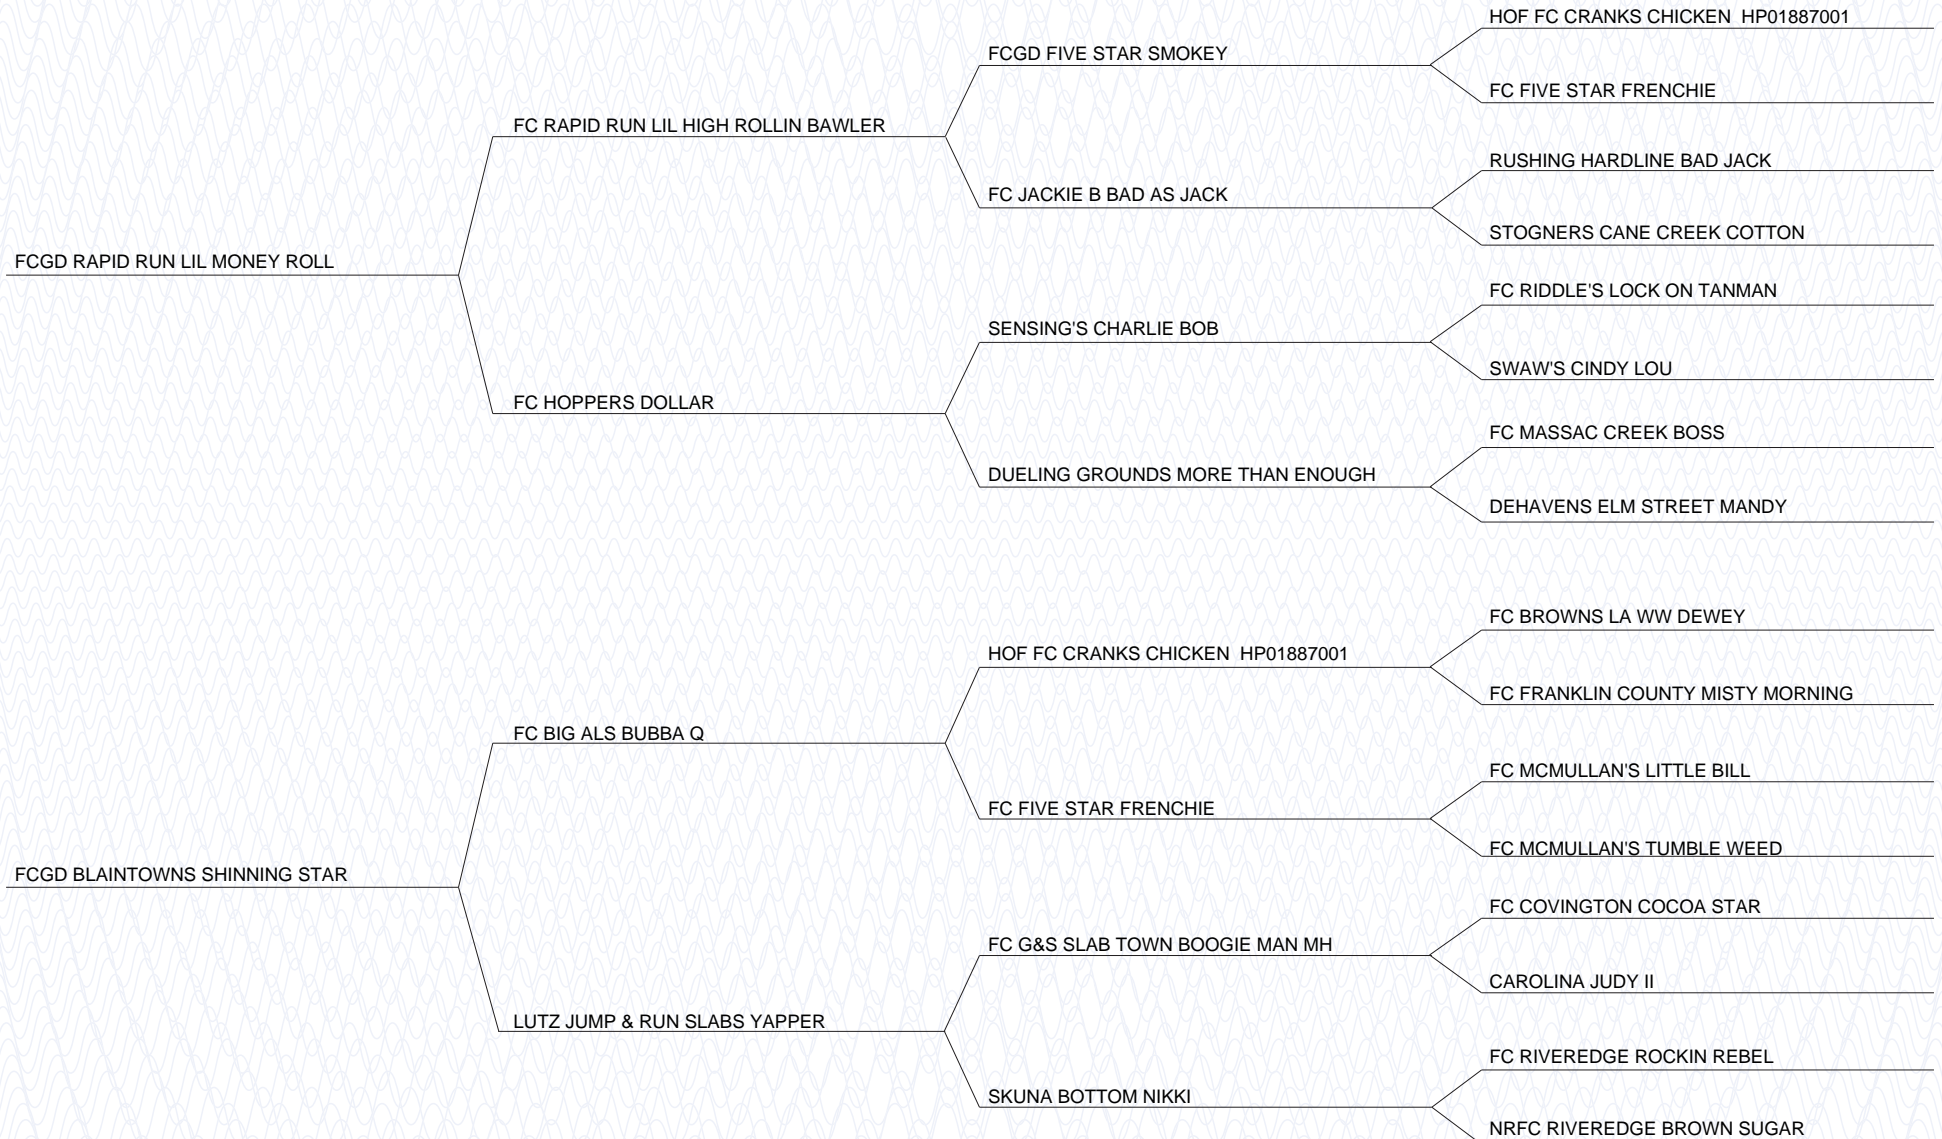 HOF FC CRANKS CHICKEN  HP01887001
FCGD FIVE STAR SMOKEY
FC FIVE STAR FRENCHIE
FC RAPID RUN LIL HIGH ROLLIN BAWLER
RUSHING HARDLINE BAD JACK
FC JACKIE B BAD AS JACK
STOGNERS CANE CREEK COTTON
FCGD RAPID RUN LIL MONEY ROLL
FC RIDDLE'S LOCK ON TANMAN
SENSING'S CHARLIE BOB
SWAW'S CINDY LOU
FC HOPPERS DOLLAR
FC MASSAC CREEK BOSS
DUELING GROUNDS MORE THAN ENOUGH
DEHAVENS ELM STREET MANDY
FC BROWNS LA WW DEWEY
HOF FC CRANKS CHICKEN  HP01887001
FC FRANKLIN COUNTY MISTY MORNING
FC BIG ALS BUBBA Q
FC MCMULLAN'S LITTLE BILL
FC FIVE STAR FRENCHIE
FC MCMULLAN'S TUMBLE WEED
FCGD BLAINTOWNS SHINNING STAR
FC COVINGTON COCOA STAR
FC G&S SLAB TOWN BOOGIE MAN MH
CAROLINA JUDY II
LUTZ JUMP & RUN SLABS YAPPER
FC RIVEREDGE ROCKIN REBEL
SKUNA BOTTOM NIKKI
NRFC RIVEREDGE BROWN SUGAR